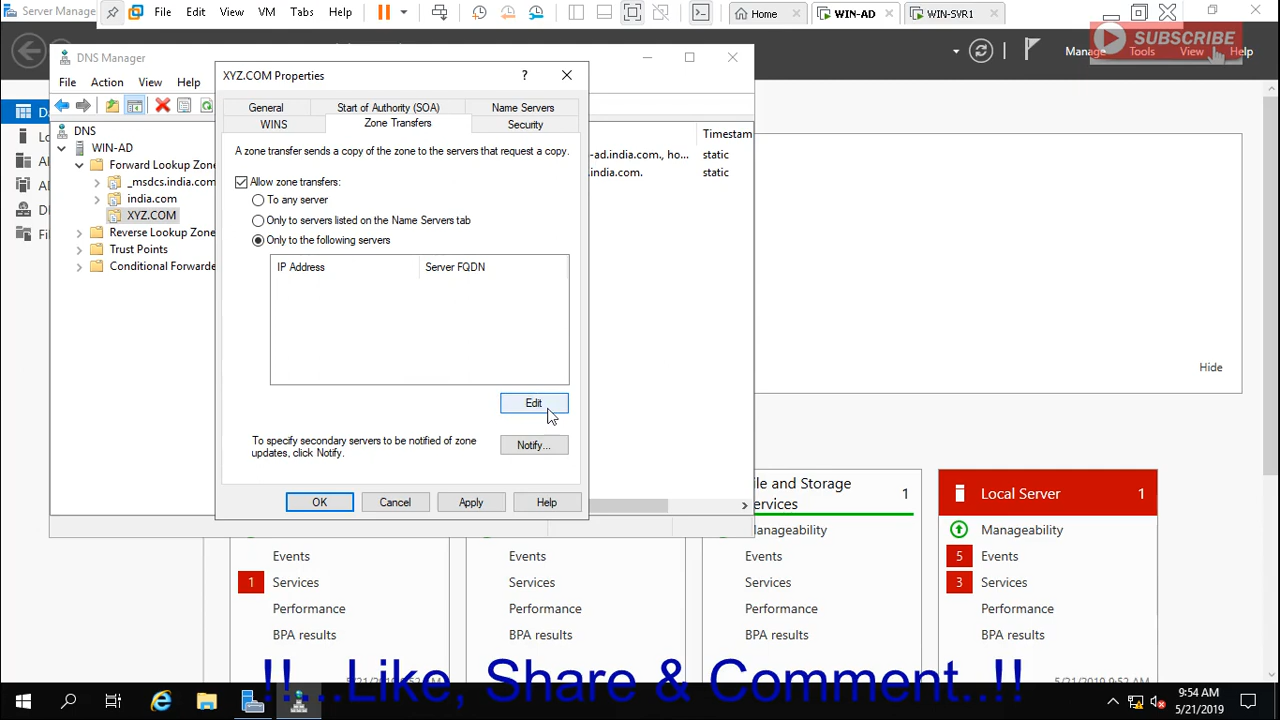 Server Manage
File Edit View VM Tabs Help
Home
WIN-AD
WIN-SVR1
SUBSCRIBE
Manage Tools View Help
DNS Manager
File Action View Help
DNS
WIN-AD
Forward Lookup Zone
_msdcs.india.com
india.com
XYZ.COM
Reverse Lookup Zone
Trust Points
Conditional Forwarde
Timestam
-ad.india.com., ho... static
.india.com. static
XYZ.COM Properties
General Start of Authority (SOA) Name Servers
WINS Zone Transfers Security
A zone transfer sends a copy of the zone to the servers that request a copy.
Allow zone transfers:
To any server
Only to servers listed on the Name Servers tab
Only to the following servers
IP Address Server FQDN
Edit
To specify secondary servers to be notified of zone
updates, click Notify.
Notify...
OK Cancel Apply Help
Hide
ile and Storage
ervices
1
Local Server 1
Manageability
5 Events
3 Services
Performance
BPA results
anageability
Events
Services
Performance
BPA results
Events
Services
Performance
BPA results
Events
1 Services
Performance
BPA results
!!...Like, Share & Comment..!!
9:54 AM
5/21/2019